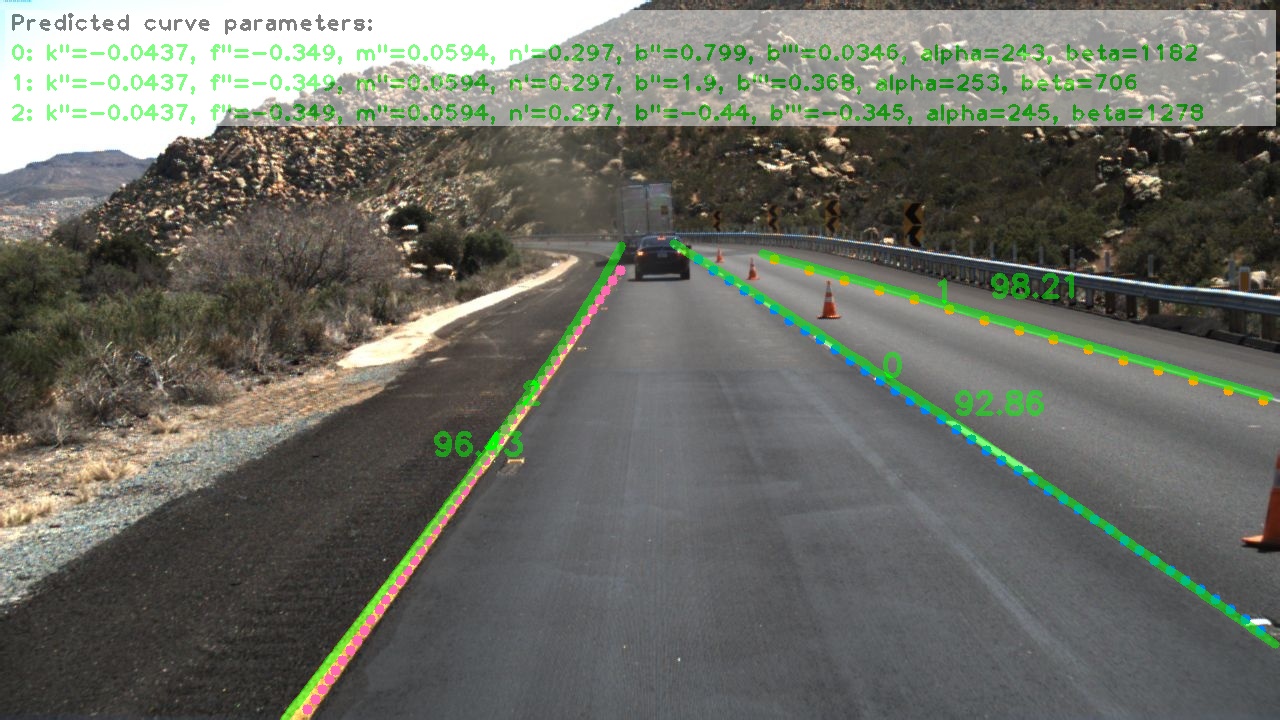 Predicted curve parameters:
0: k''=-0.0437, f''=-0.349, m''=0.0594, n'=0.297, b''=0.799, b'''=0.0346, alpha=243, beta=1182
1: k''=-0.0437, f''=-0.349, m''=0.0594, n'=0.297, b''=1.9, b'''=0.368, alpha=253, beta=706
2: k''=-0.0437, f''=-0.349, m''=0.0594, n'=0.297, b''=-0.44, b'''=-0.345, alpha=245, beta=1278
1 98.21
0
2
92.86